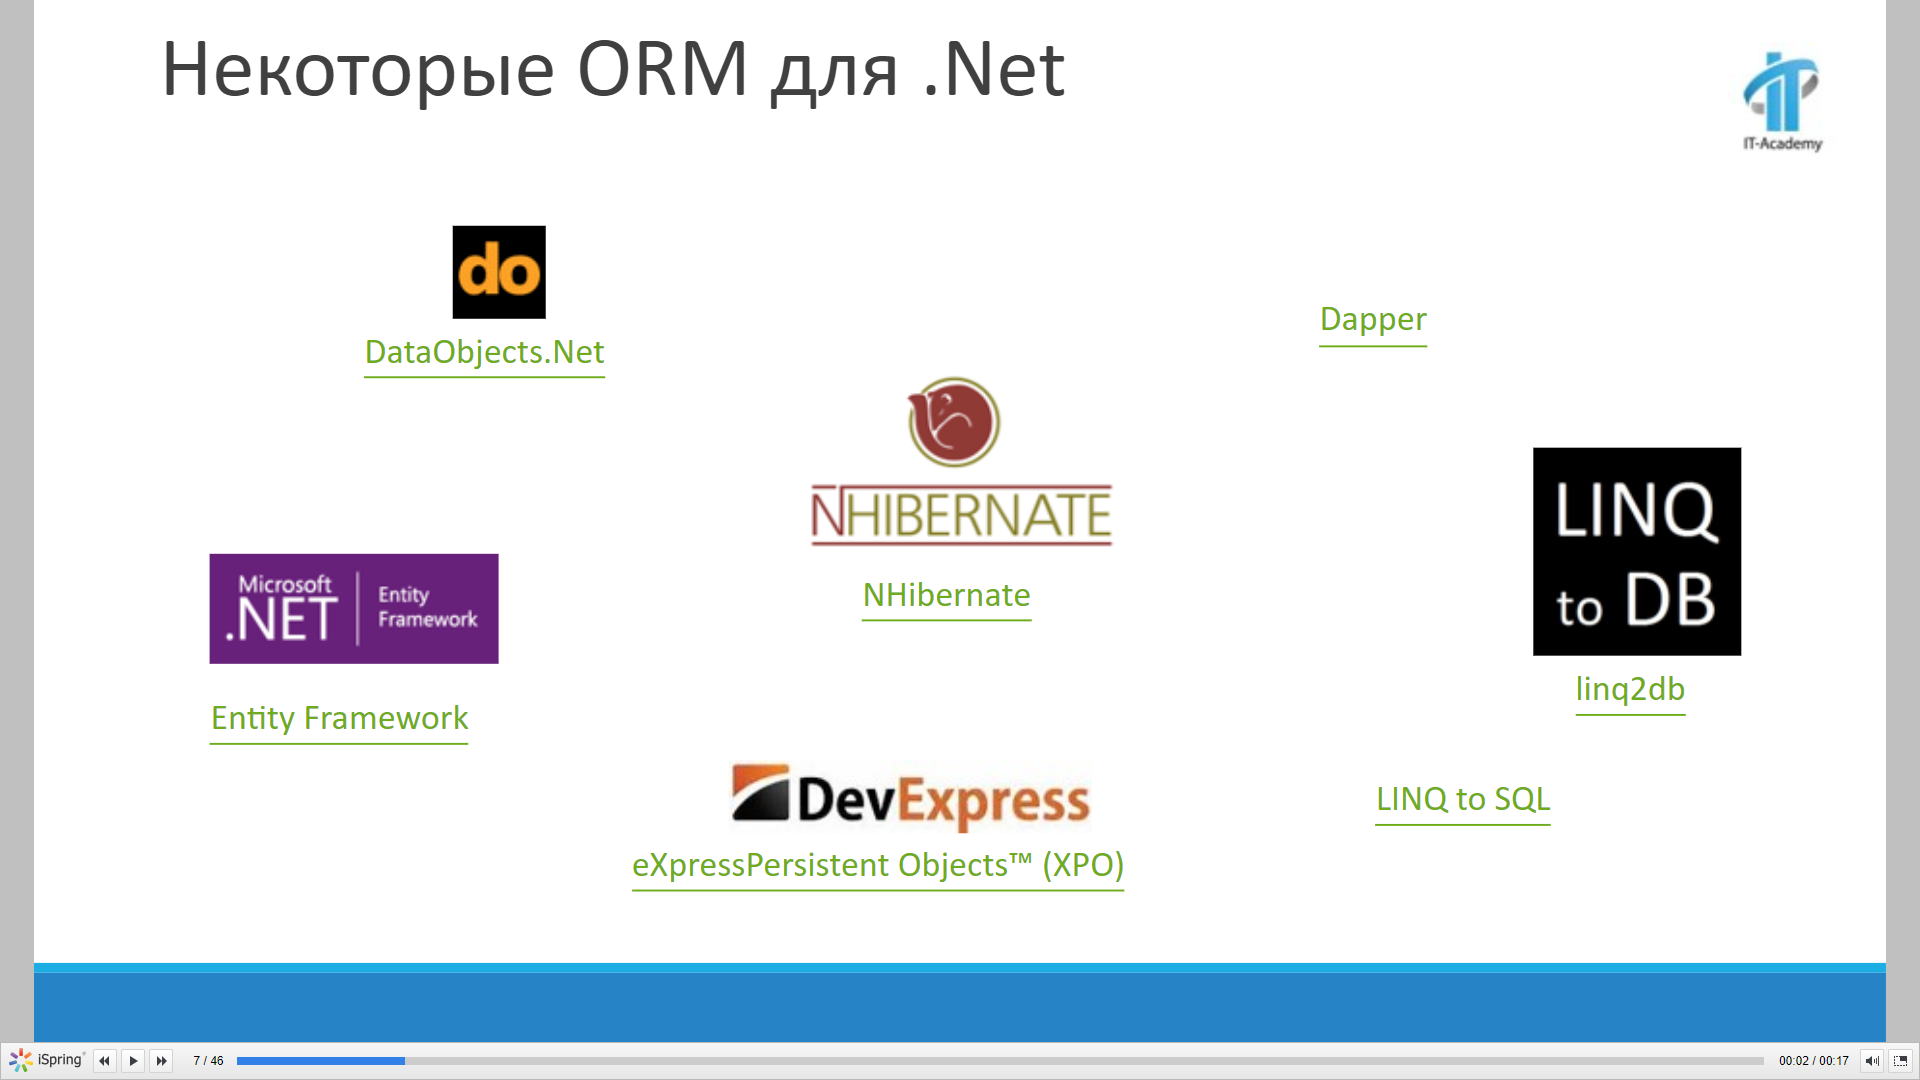 Некоторые ORM для .Net
IT-Academy
do
DataObjects.Net
Dapper
NHIBERNATE
NHibernate
LINQ
to DB
linq2db
Microsoft
.NET
Entity
Framework
Entity Framework
DevExpress
eXpressPersistent Objects™ (XPO)
LINQ to SQL
iSpring
7 / 46
00:02 / 00:17